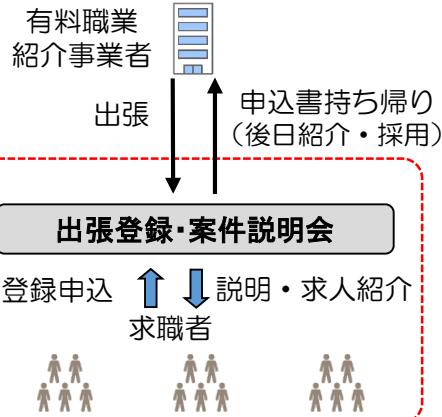 有料職業
紹介事業者
出張
申込書持ち帰り
（後日紹介・採用）
出張登録・案件説明会
登録申込
説明・求人紹介
求職者